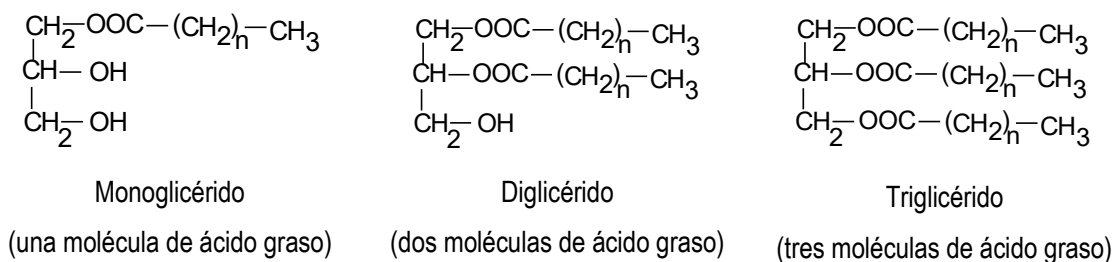 CH2—OOC—(CH2)n—CH3
CH—OH
CH2—OH
Monoglicérido
(una molécula de ácido graso)
CH2—OOC—(CH2)n—CH3
CH—OOC—(CH2)n—CH3
CH2—OH
Diglicérido
(dos moléculas de ácido graso)
CH2—OOC—(CH2)n—CH3
CH—OOC—(CH2)n—CH3
CH2—OOC—(CH2)n—CH3
Triglicérido
(tres moléculas de ácido graso)